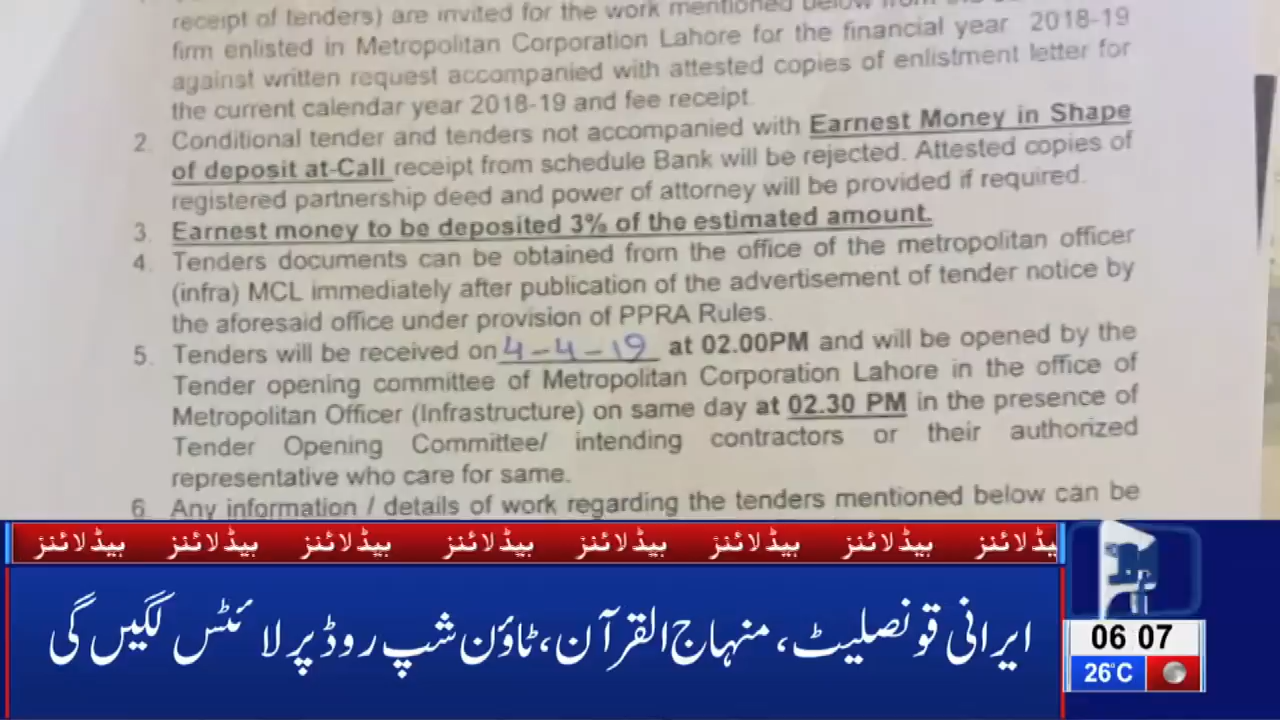 receipt of tenders) are invited for the work mentioned below from the
firm enlisted in Metropolitan Corporation Lahore for the financial year 2018-19
against written request accompanied with attested copies of enlistment letter for
the current calendar year 2018-19 and fee receipt.
2. Conditional tender and tenders not accompanied with Earnest Money in Shape
of deposit at-Call receipt from schedule Bank will be rejected. Attested copies of
registered partnership deed and power of attorney will be provided if required.
3. Earnest money to be deposited 3% of the estimated amount.
4. Tenders documents can be obtained from the office of the metropolitan officer
(infra) MCL immediately after publication of the advertisement of tender notice by
the aforesaid office under provision of PPRA Rules.
5. Tenders will be received on 4-4-19 at 02.00PM and will be opened by the
Tender opening committee of Metropolitan Corporation Lahore in the office of
Metropolitan Officer (Infrastructure) on same day at 02.30 PM in the presence of
Tender Opening Committee/ intending contractors or their authorized
representative who care for same.
6. Any information / details of work regarding the tenders mentioned below can be
ہیڈلائنز ہیڈلائنز ہیڈلائنز ہیڈلائنز ہیڈلائنز ہیڈلائنز ہیڈلائنز ہیڈلائنز
ایرانی قونصلیٹ، منہاج القرآن، ٹاؤن شپ روڈ پر لائٹس لگیں گی
06 07
26°C